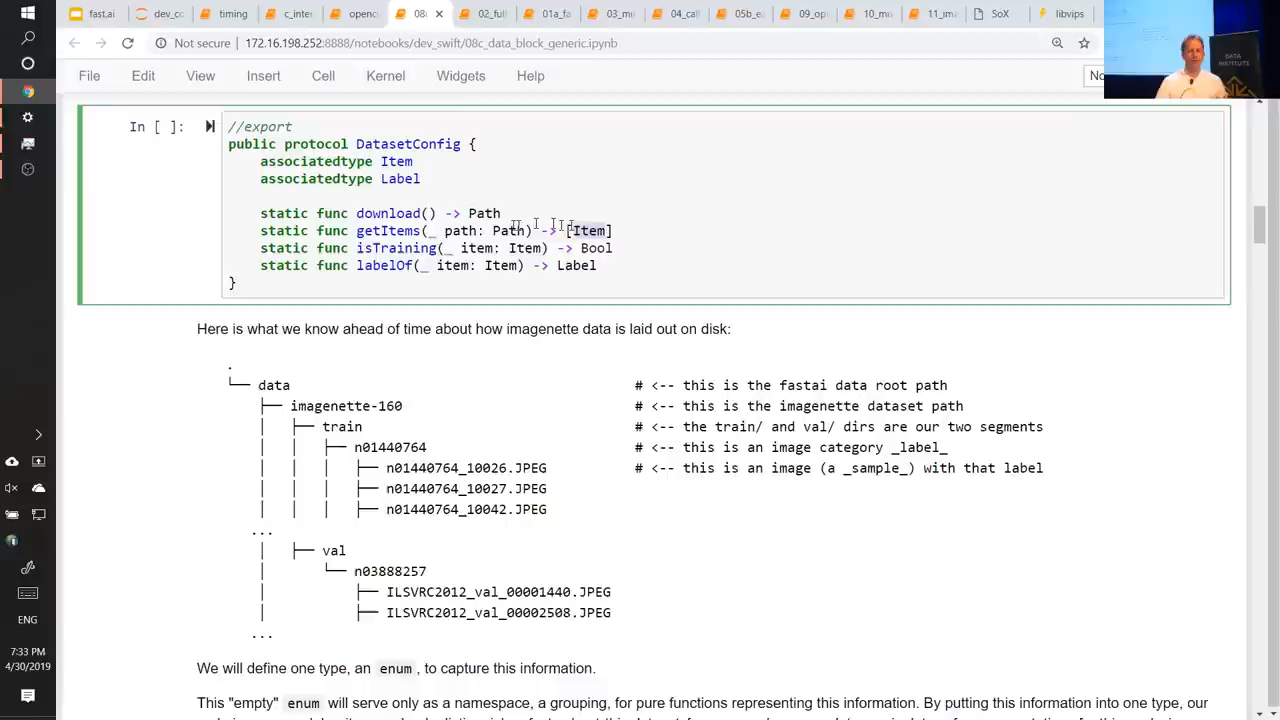 fast.ai
dev_co
timing
c_inte
openc
08c
02_full
01a_fa
03_mu
04_call
05b_ea
09_op
10_mi
11_ima
SoX
libvips
Not secure
172.16.198.252:8888/notebooks/dev_swift/08c_data_block_generic.ipynb
File Edit View Insert Cell Kernel Widgets Help
No
DATA
INSTITUTE
In [ ]:
//export
public protocol DatasetConfig {
associatedtype Item
associatedtype Label
static func download() -> Path
static func getItems(_ path: Path) -> [Item]
static func isTraining(_ item: Item) -> Bool
static func labelOf(_ item: Item) -> Label
}
Here is what we know ahead of time about how imagenette data is laid out on disk:
.
└── data # <-- this is the fastai data root path
├── imagenette-160 # <-- this is the imagenette dataset path
│ ├── train # <-- the train/ and val/ dirs are our two segments
│ │ ├── n01440764 # <-- this is an image category _label_
│ │ │ ├── n01440764_10026.JPEG # <-- this is an image (a _sample_) with that label
│ │ │ ├── n01440764_10027.JPEG
│ │ │ ├── n01440764_10042.JPEG
...
│ ├── val
│ └── n03888257
│ ├── ILSVRC2012_val_00001440.JPEG
│ ├── ILSVRC2012_val_00002508.JPEG
...
We will define one type, an enum , to capture this information.
This "empty" enum will serve only as a namespace, a grouping, for pure functions representing this information. By putting this information into one type, our
ENG
7:33 PM
4/30/2019